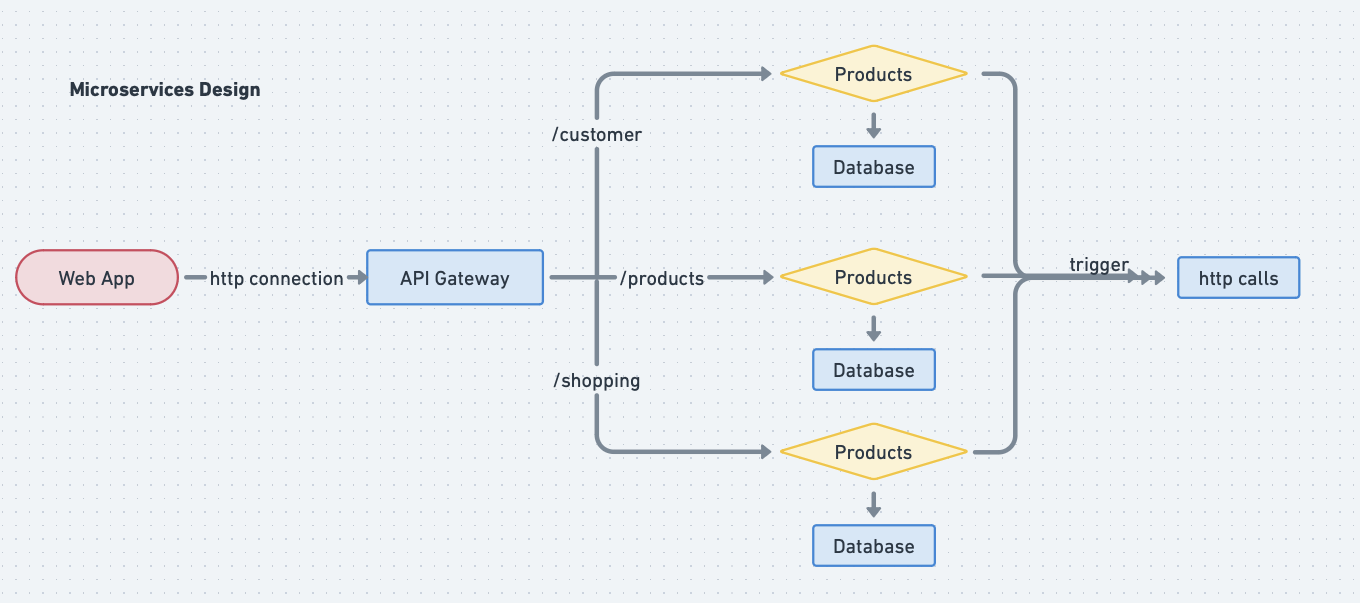 Microservices Design
Products
/customer
Database
Web App
http connection
API Gateway
/products
Products
trigger
http calls
Database
/shopping
Products
Database